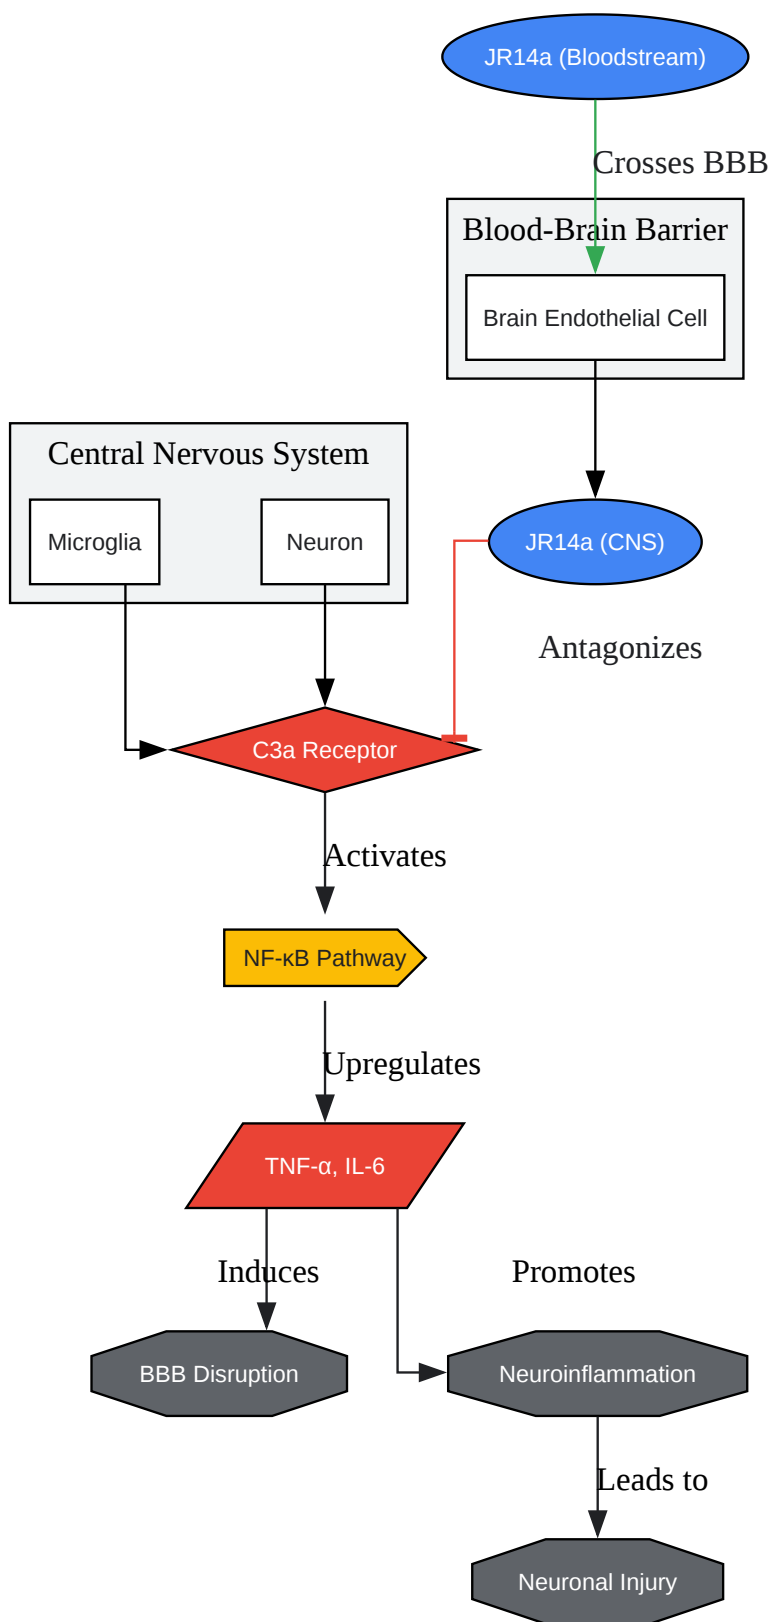 JR14a (Bloodstream)
Crosses BBB
Blood-Brain Barrier
Brain Endothelial Cell
Central Nervous System
Microglia
Neuron
JR14a (CNS)
Antagonizes
C3a Receptor
Activates
NF-κB Pathway
Upregulates
TNF-α, IL-6
Induces
Promotes
BBB Disruption
Neuroinflammation
Leads to
Neuronal Injury